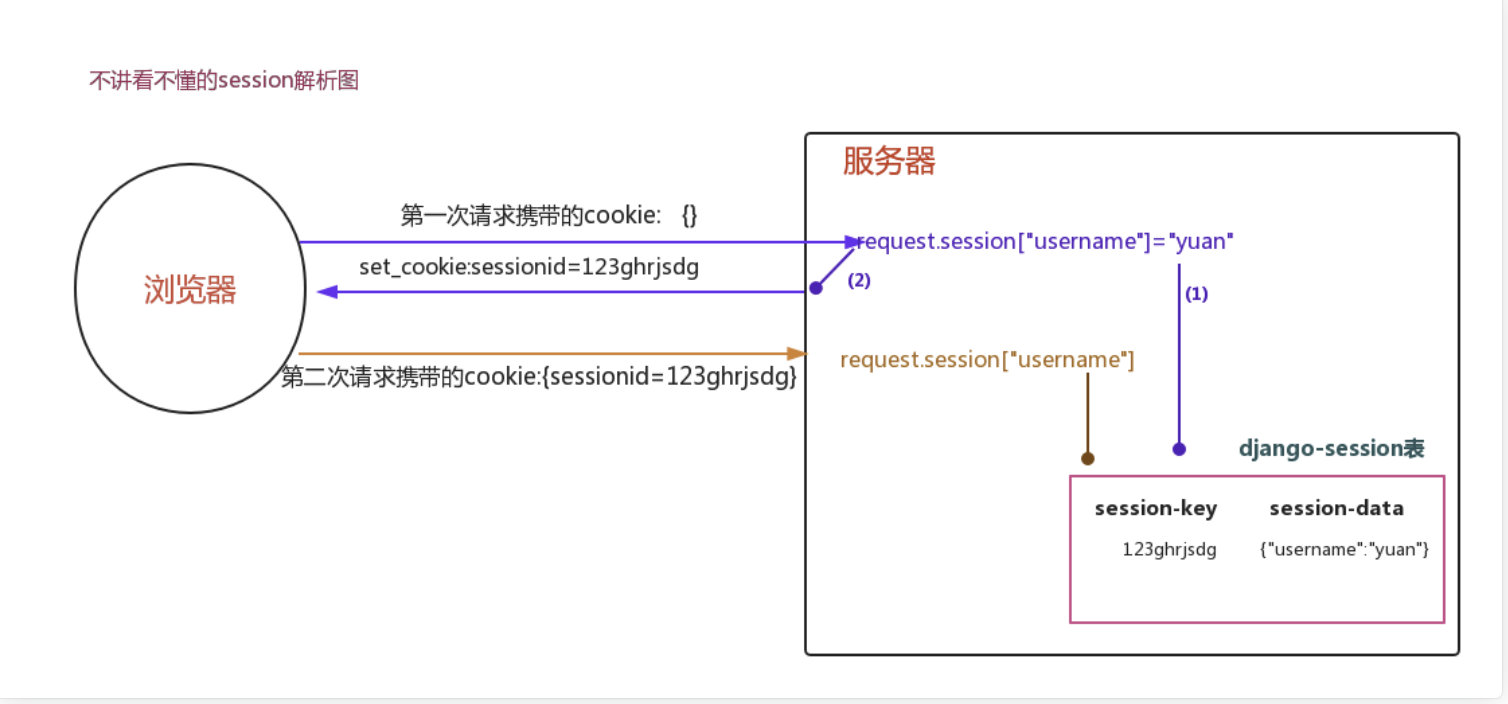 不讲看不懂的session解析图
服务器
第一次请求携带的cookie: {}
request.session["username"]="yuan"
set_cookie:sessionid=123ghrjsdg
(2)
(1)
浏览器
request.session["username"]
第二次请求携带的cookie:{sessionid=123ghrjsdg}
django-session表
session-key session-data
123ghrjsdg {"username":"yuan"}